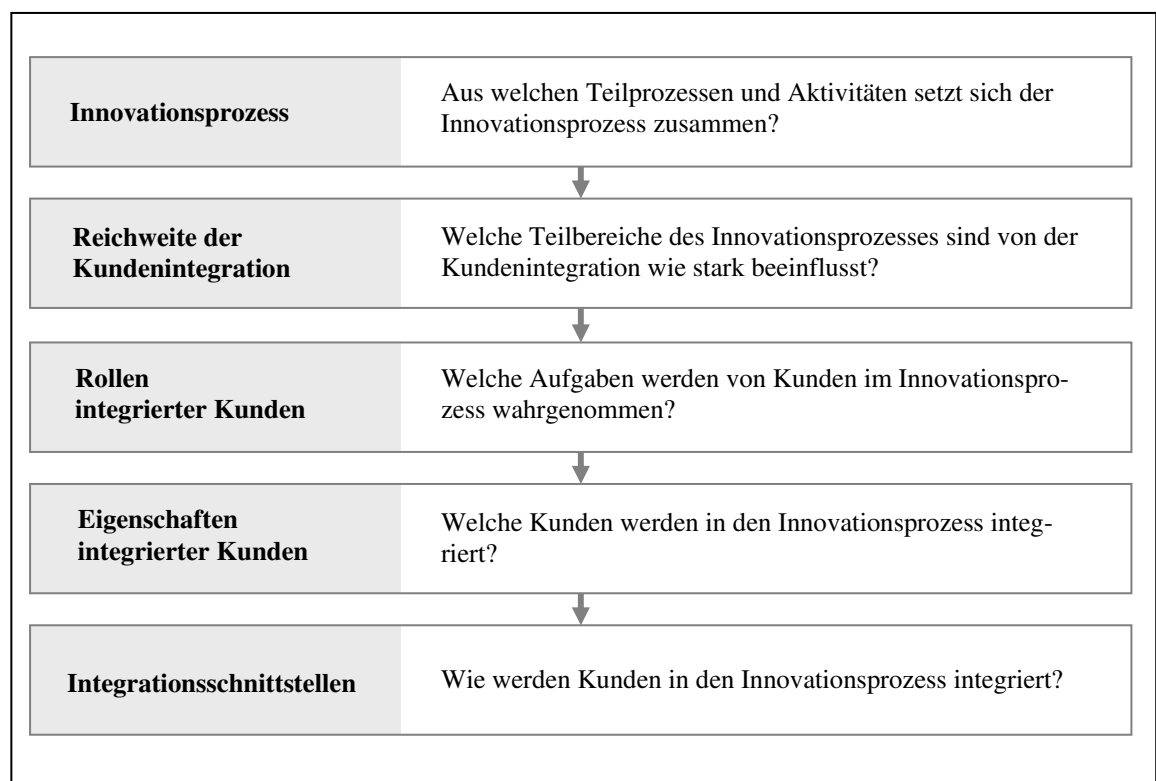 Innovationsprozess
Aus welchen Teilprozessen und Aktivitäten setzt sich der
Innovationsprozess zusammen?
Reichweite der
Kundenintegration
Welche Teilbereiche des Innovationsprozesses sind von der
Kundenintegration wie stark beeinflusst?
Rollen
integrierter Kunden
Welche Aufgaben werden von Kunden im Innovationspro-
zess wahrgenommen?
Eigenschaften
integrierter Kunden
Welche Kunden werden in den Innovationsprozess integ-
riert?
Integrationsschnittstellen
Wie werden Kunden in den Innovationsprozess integriert?